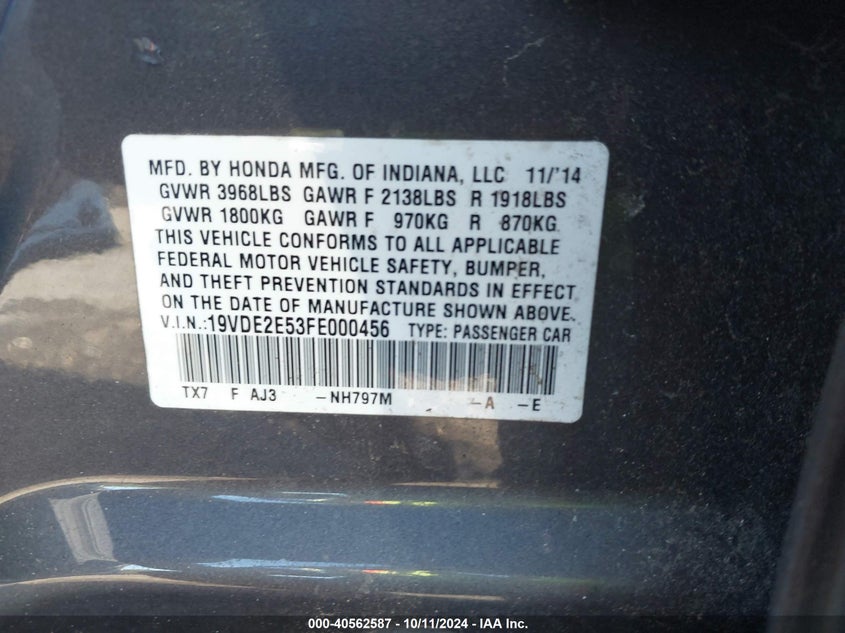 MFD. BY HONDA MFG. OF INDIANA, LLC 11/'14
GVWR 3968LBS GAWR F 2138LBS R 1918LBS
GVWR 1800KG GAWR F 970KG R 870KG
THIS VEHICLE CONFORMS TO ALL APPLICABLE
FEDERAL MOTOR VEHICLE SAFETY, BUMPER,
AND THEFT PREVENTION STANDARDS IN EFFECT
ON THE DATE OF MANUFACTURE SHOWN ABOVE.
V.I.N.:19VDE2E53FE000456 TYPE: PASSENGER CAR
TX7 F AJ3 -NH797M -A -E
000-40562587 - 10/11/2024 - IAA Inc.